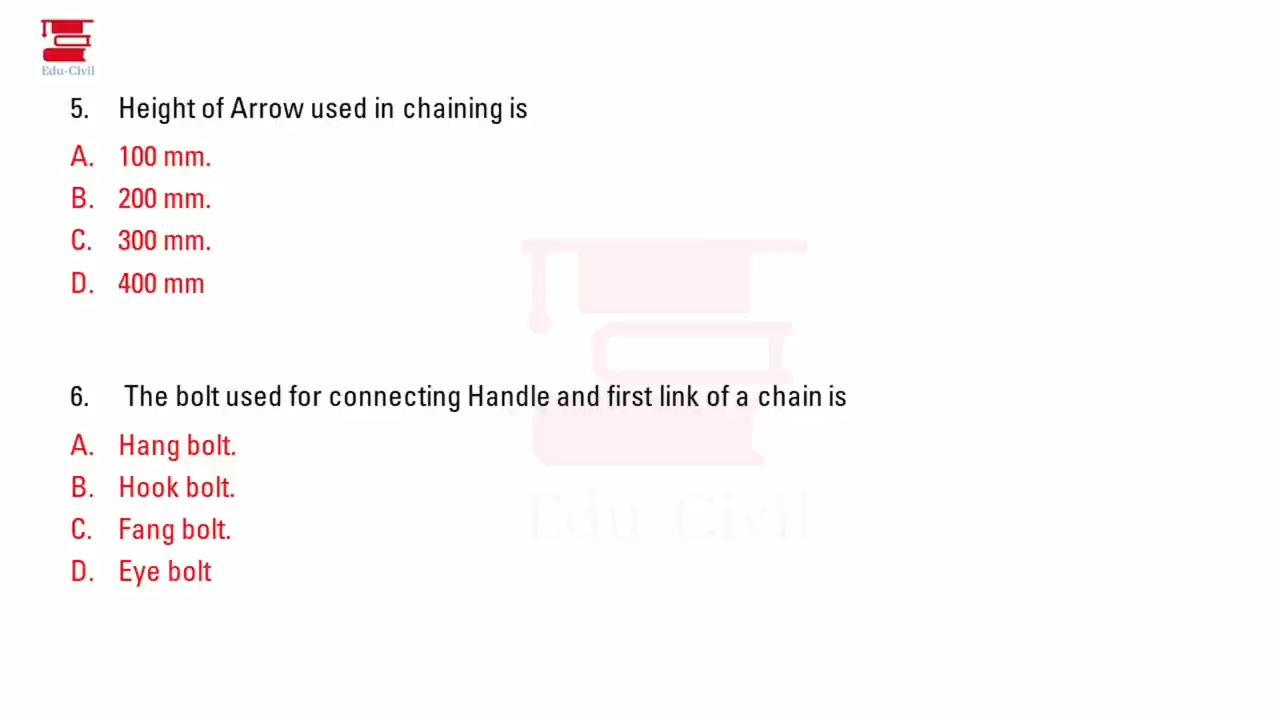 Edu-Civil
5. Height of Arrow used in chaining is
A. 100 mm.
B. 200 mm.
C. 300 mm.
D. 400 mm
6. The bolt used for connecting Handle and first link of a chain is
A. Hang bolt.
B. Hook bolt.
C. Fang bolt.
Edu-Civil
D. Eye bolt